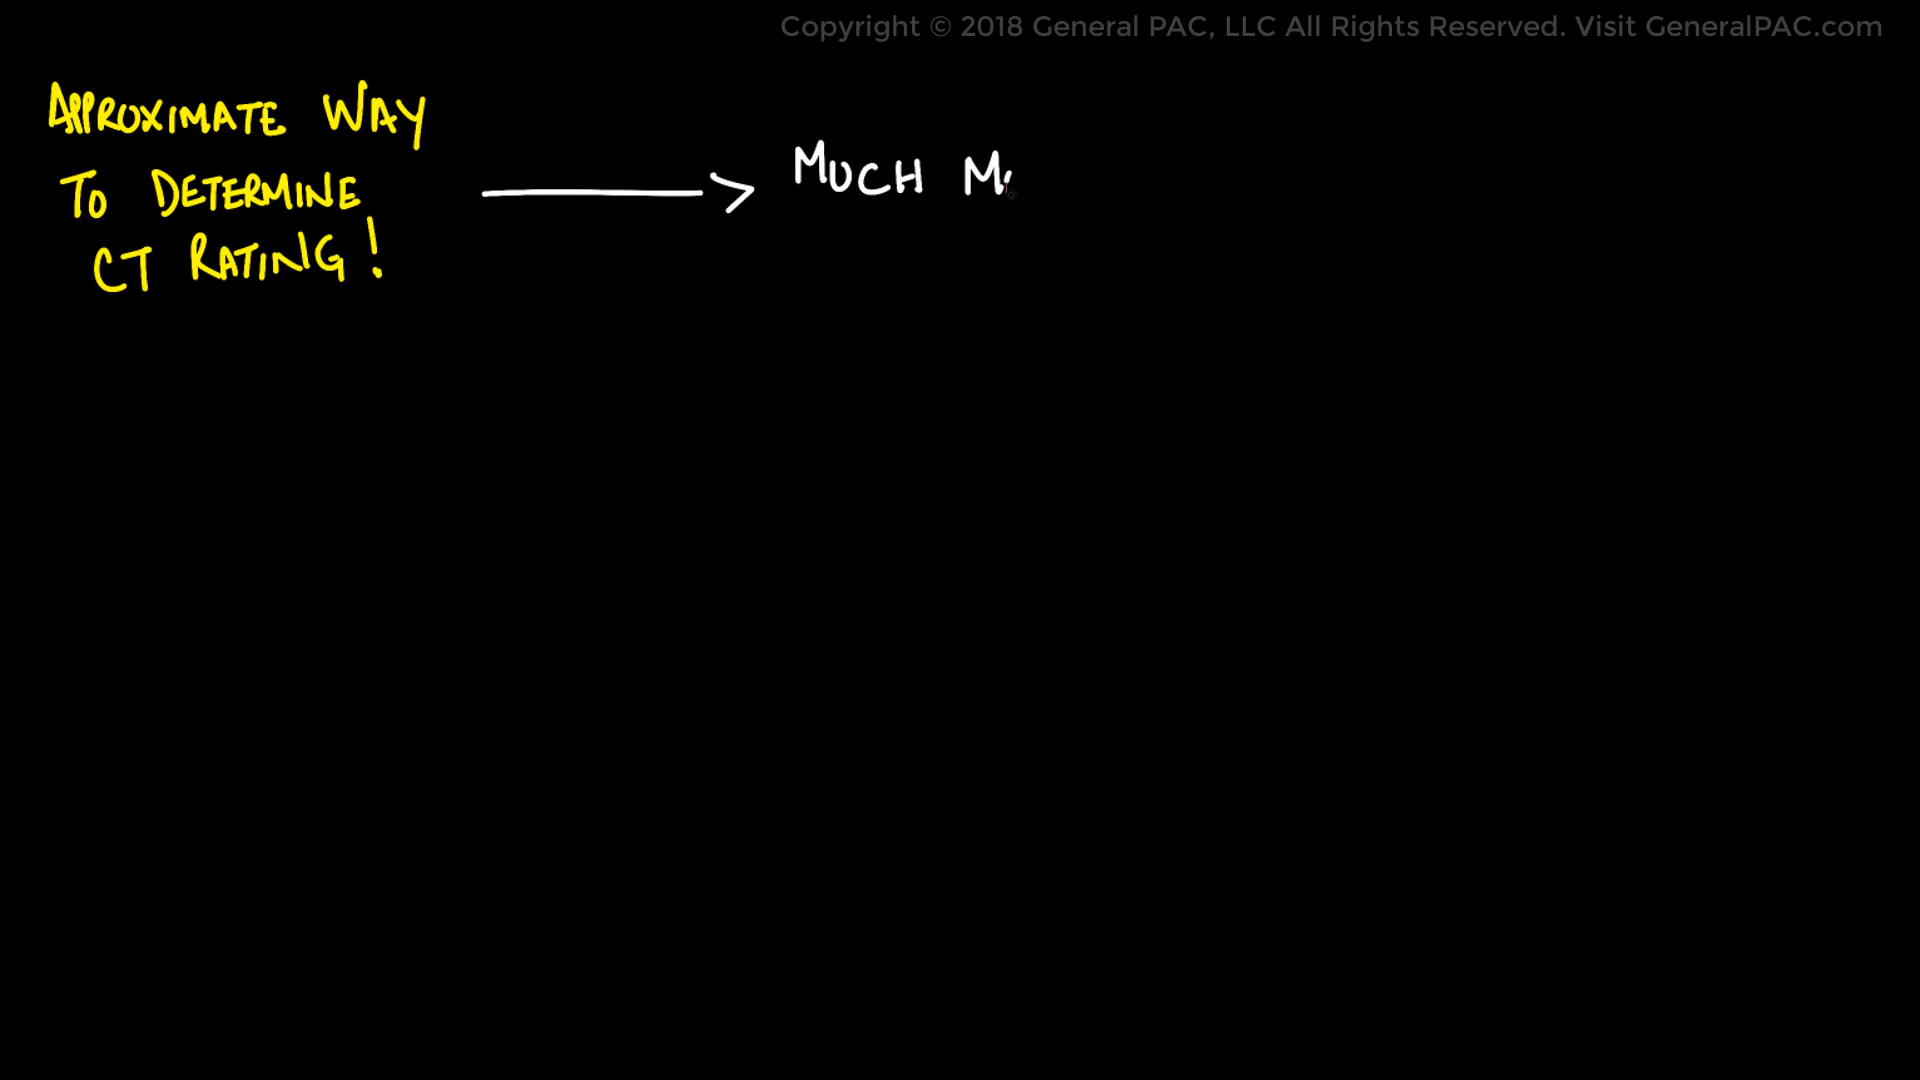 Copyright © 2018 General PAC, LLC All Rights Reserved. Visit GeneralPAC.com
APPROXIMATE WAY
TO DETERMINE
CT RATING!
MUCH